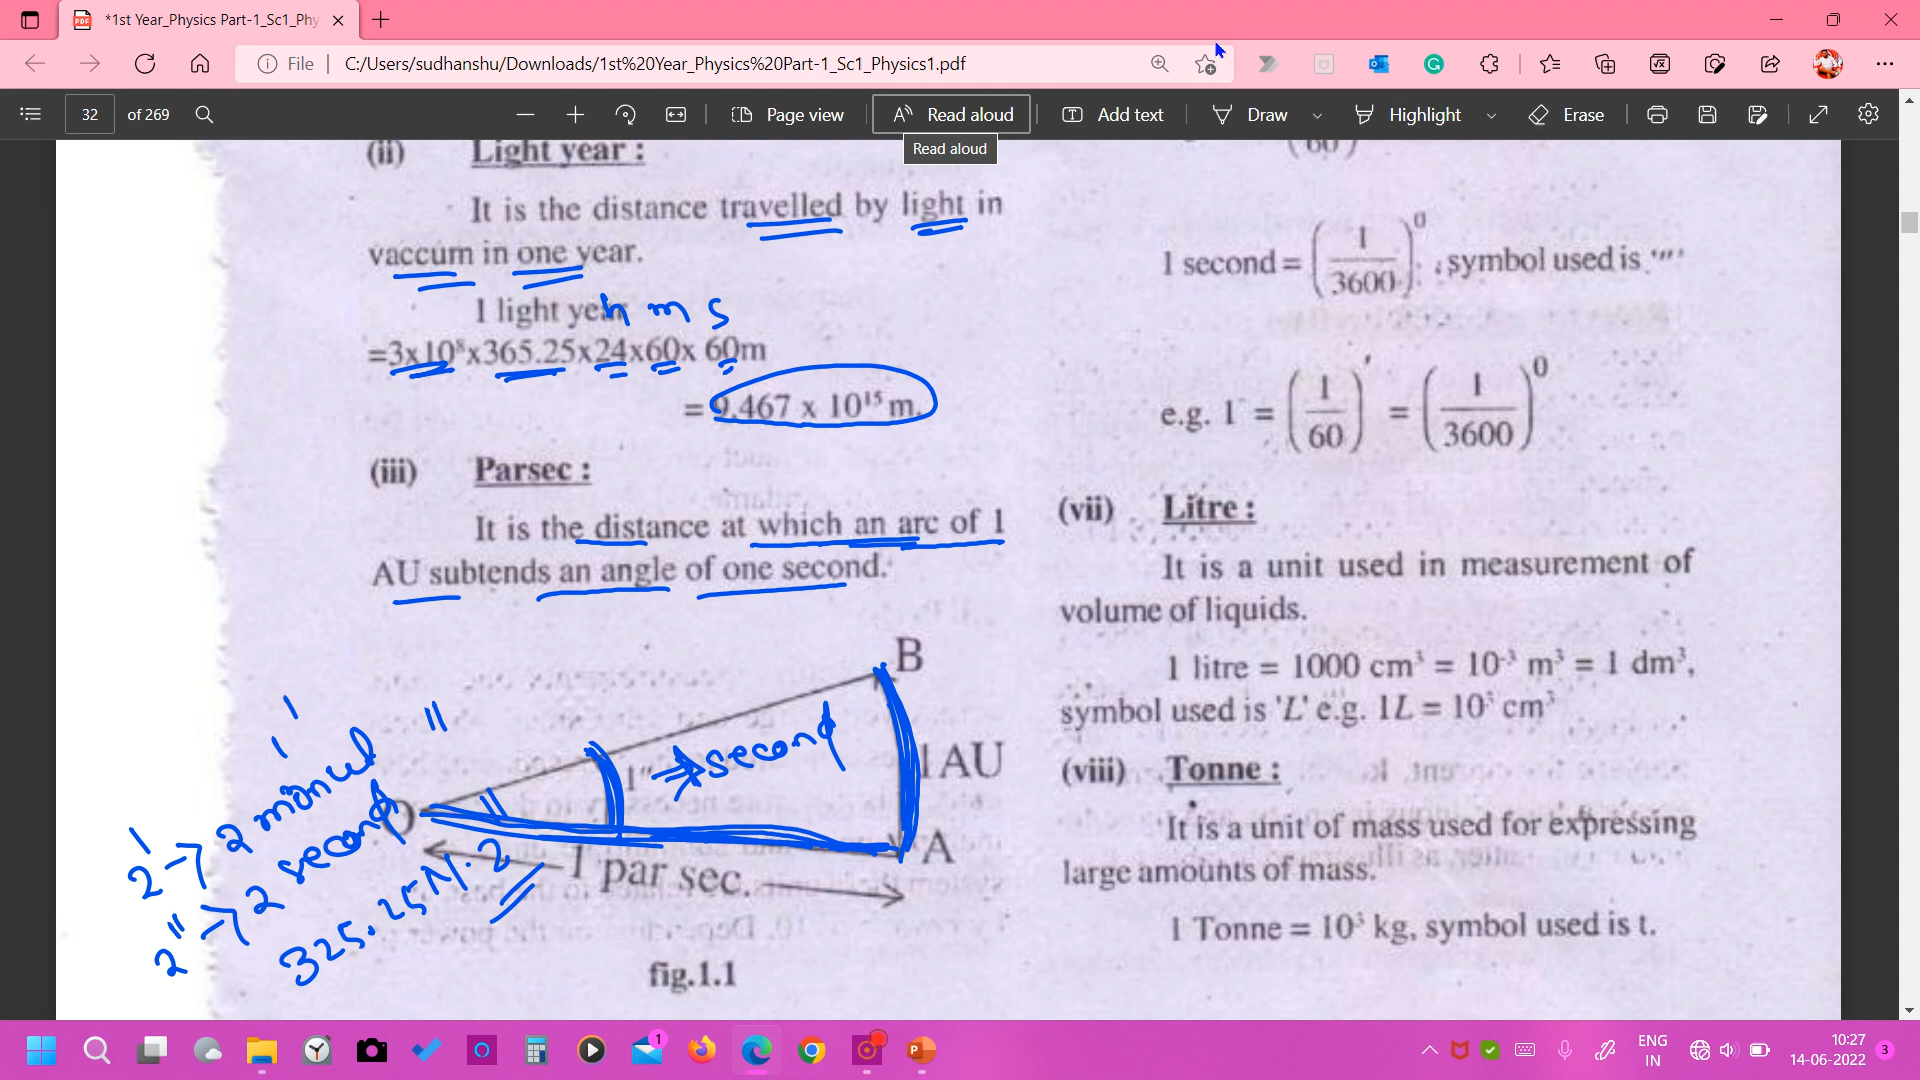 *1st Year_Physics Part-1_Sc1_Phy
File
C:/Users/sudhanshu/Downloads/1st%20Year_Physics%20Part-1_Sc1_Physics1.pdf
32 of 269
Page view
Read aloud
Add text
Draw
Highlight
Erase
Read aloud
(ii) Light year :
It is the distance travelled by light in
vaccum in one year.
1 light year
h m s
=3x10⁸x365.25x24x60x 60m
= 9.467 x 10¹⁵ m.
(iii) Parsec :
It is the distance at which an arc of 1
AU subtends an angle of one second.
B
1" ⇒ second
1 AU
O
A
1 par sec.
2' → 2 minut
2" → 2 second
325.25
fig.1.1
1 second = (1/3600)⁰, symbol used is '"'
e.g. 1" = (1/60)' = (1/3600)⁰
(vii) Litre :
It is a unit used in measurement of
volume of liquids.
1 litre = 1000 cm³ = 10⁻³ m³ = 1 dm³,
symbol used is 'L' e.g. 1L = 10³ cm³
(viii) Tonne :
It is a unit of mass used for expressing
large amounts of mass.
1 Tonne = 10³ kg, symbol used is t.
1
ENG
IN
10:27
14-06-2022
3